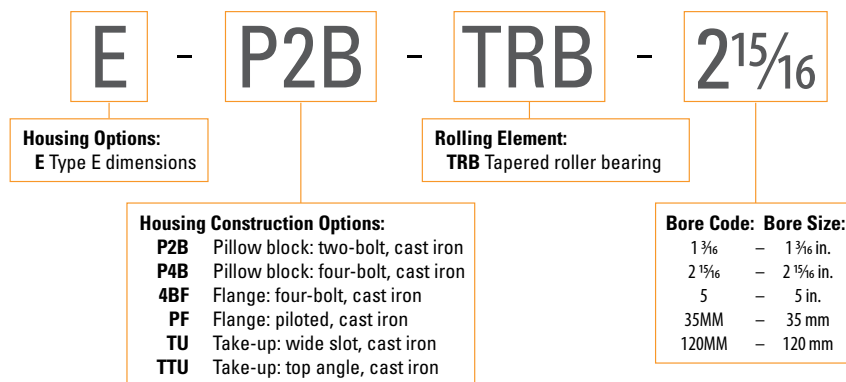 E - P2B - TRB - 2 15/16
Housing Options:
E Type E dimensions
Rolling Element:
TRB Tapered roller bearing
Housing Construction Options:
P2B Pillow block: two-bolt, cast iron
P4B Pillow block: four-bolt, cast iron
4BF Flange: four-bolt, cast iron
PF Flange: piloted, cast iron
TU Take-up: wide slot, cast iron
TTU Take-up: top angle, cast iron
Bore Code: Bore Size:
1 3/16 – 1 3/16 in.
2 15/16 – 2 15/16 in.
5 – 5 in.
35MM – 35 mm
120MM – 120 mm